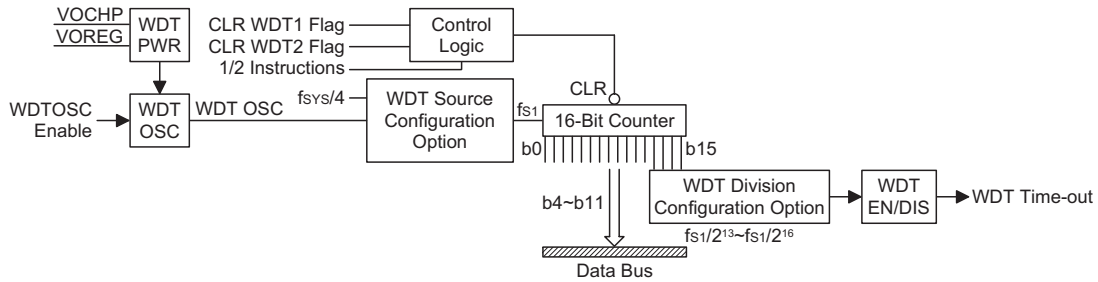 VOCHP
VOREG
WDT
PWR
CLR WDT1 Flag
CLR WDT2 Flag
1/2 Instructions
Control
Logic
WDTOSC
Enable
WDT
OSC
WDT OSC
fSYS/4
WDT Source
Configuration
Option
fS1
CLR
16-Bit Counter
b0
b15
b4~b11
WDT Division
Configuration Option
fS1/2¹³~fS1/2¹⁶
WDT
EN/DIS
WDT Time-out
Data Bus